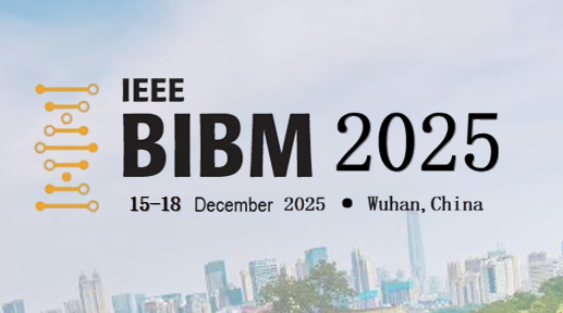 IEEE
BIBM 2025
15-18 December 2025 • Wuhan,China